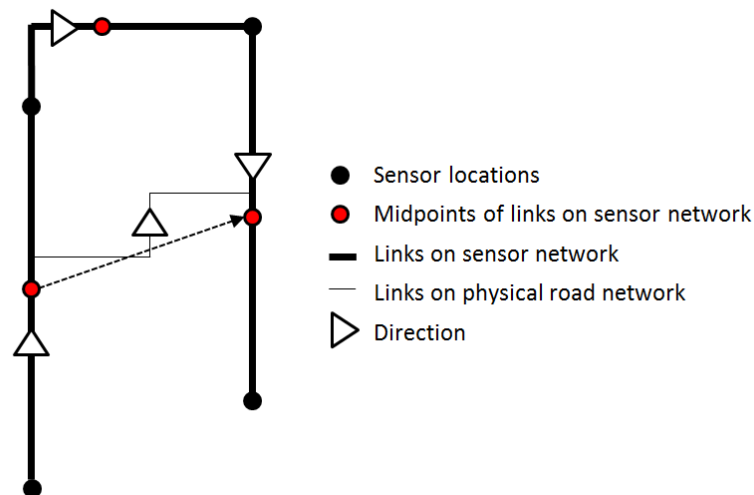 Sensor locations
Midpoints of links on sensor network
Links on sensor network
Links on physical road network
Direction